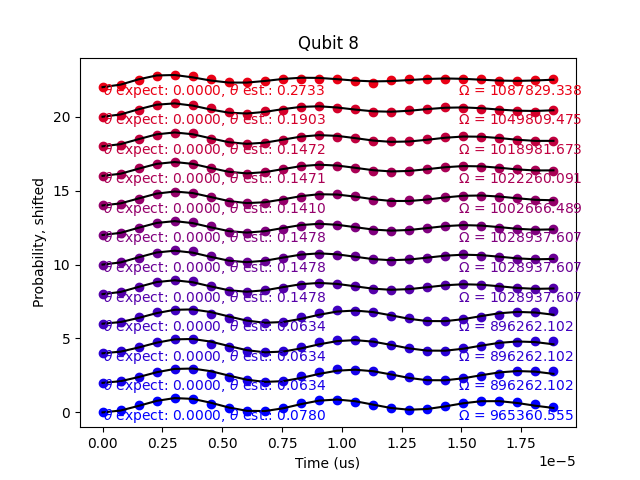 Qubit 8
Probability, shifted
20
15
10
5
0
θ expect: 0.0000, θ est.: 0.2733 Ω = 1087829.338
θ expect: 0.0000, θ est.: 0.1903 Ω = 1049809.475
θ expect: 0.0000, θ est.: 0.1472 Ω = 1018981.673
θ expect: 0.0000, θ est.: 0.1471 Ω = 1022260.091
θ expect: 0.0000, θ est.: 0.1410 Ω = 1002666.489
θ expect: 0.0000, θ est.: 0.1478 Ω = 1028937.607
θ expect: 0.0000, θ est.: 0.1478 Ω = 1028937.607
θ expect: 0.0000, θ est.: 0.1478 Ω = 1028937.607
θ expect: 0.0000, θ est.: 0.0634 Ω = 896262.102
θ expect: 0.0000, θ est.: 0.0634 Ω = 896262.102
θ expect: 0.0000, θ est.: 0.0634 Ω = 896262.102
θ expect: 0.0000, θ est.: 0.0780 Ω = 965360.555
0.00 0.25 0.50 0.75 1.00 1.25 1.50 1.75
1e−5
Time (us)